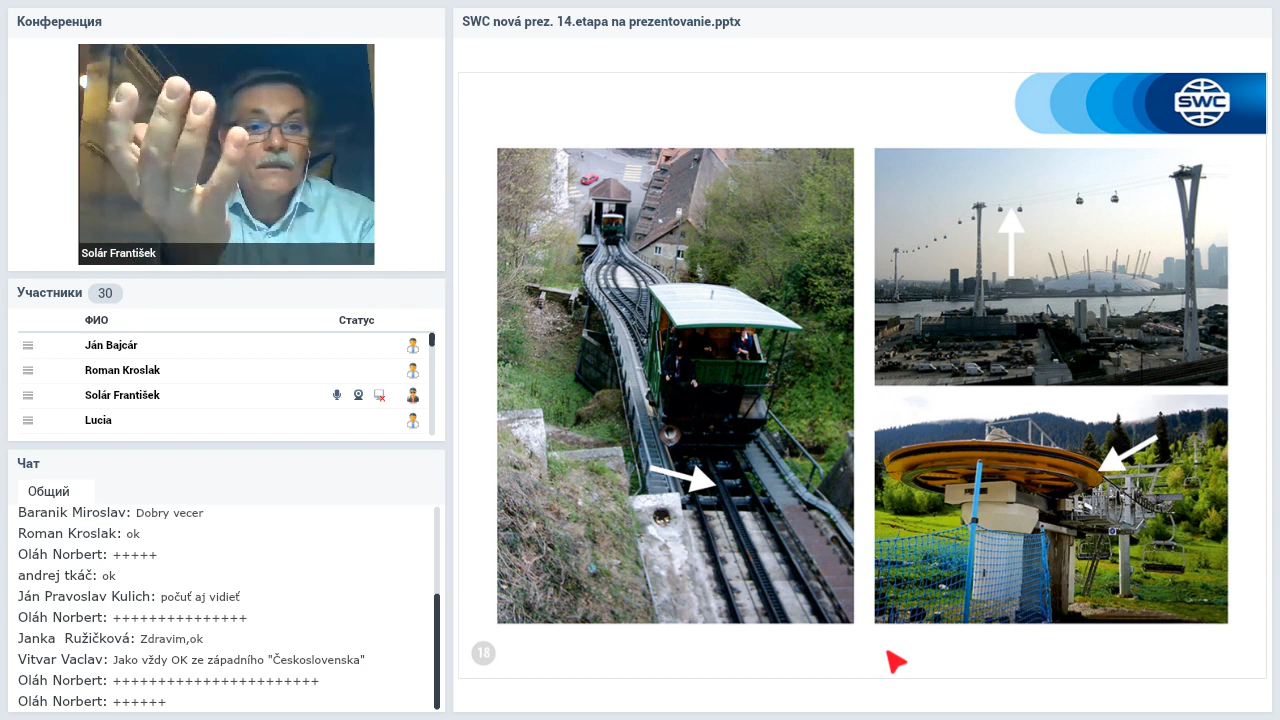 Конференция
Solár František
Участники 30
ФИО Статус
Ján Bajcár
Roman Kroslak
Solár František
Lucia
Чат
Общий
Baranik Miroslav: Dobry vecer
Roman Kroslak: ok
Oláh Norbert: +++++
andrej tkáč: ok
Ján Pravoslav Kulich: počuť aj vidieť
Oláh Norbert: +++++++++++++++
Janka Ružičková: Zdravim,ok
Vitvar Vaclav: Jako vždy OK ze západního "Československa"
Oláh Norbert: +++++++++++++++++++++++
Oláh Norbert: ++++++
SWC nová prez. 14.etapa na prezentovanie.pptx
SWC
18